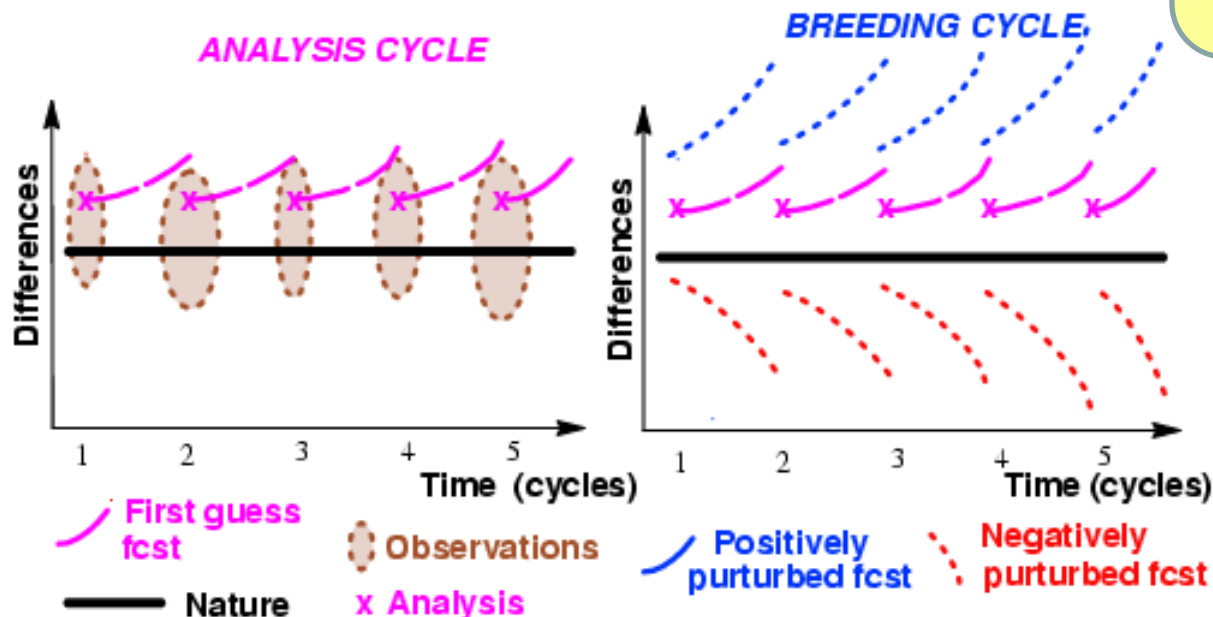 ANALYSIS CYCLE
Differences
1 2 3 4 5
Time (cycles)
First guess
fcst
Observations
Nature
x Analysis
BREEDING CYCLE
Differences
1 2 3 4 5
Time (cycles)
Positively
purturbed fcst
Negatively
purturbed fcst